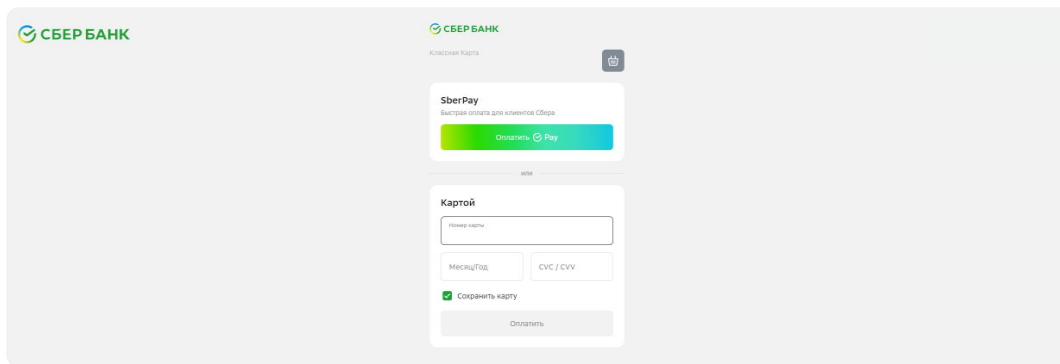 СБЕР БАНК
СБЕР БАНК
Классная Карта
SberPay
Быстрая оплата для клиентов Сбера
Оплатить Pay
или
Картой
Номер карты
Месяц/Год CVC / CVV
Сохранить карту
Оплатить